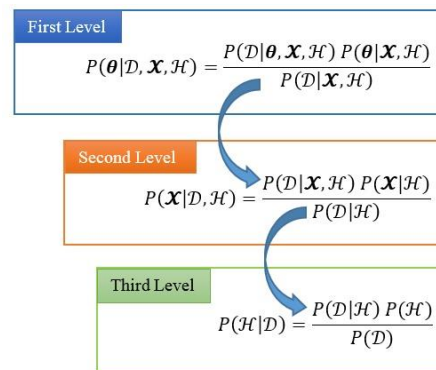 First Level
P(𝜽|𝒟, 𝓧, ℋ) = P(𝒟|𝜽, 𝓧, ℋ) P(𝜽|𝓧, ℋ) / P(𝒟|𝓧, ℋ)
Second Level
P(𝓧|𝒟, ℋ) = P(𝒟|𝓧, ℋ) P(𝓧|ℋ) / P(𝒟|ℋ)
Third Level
P(ℋ|𝒟) = P(𝒟|ℋ) P(ℋ) / P(𝒟)